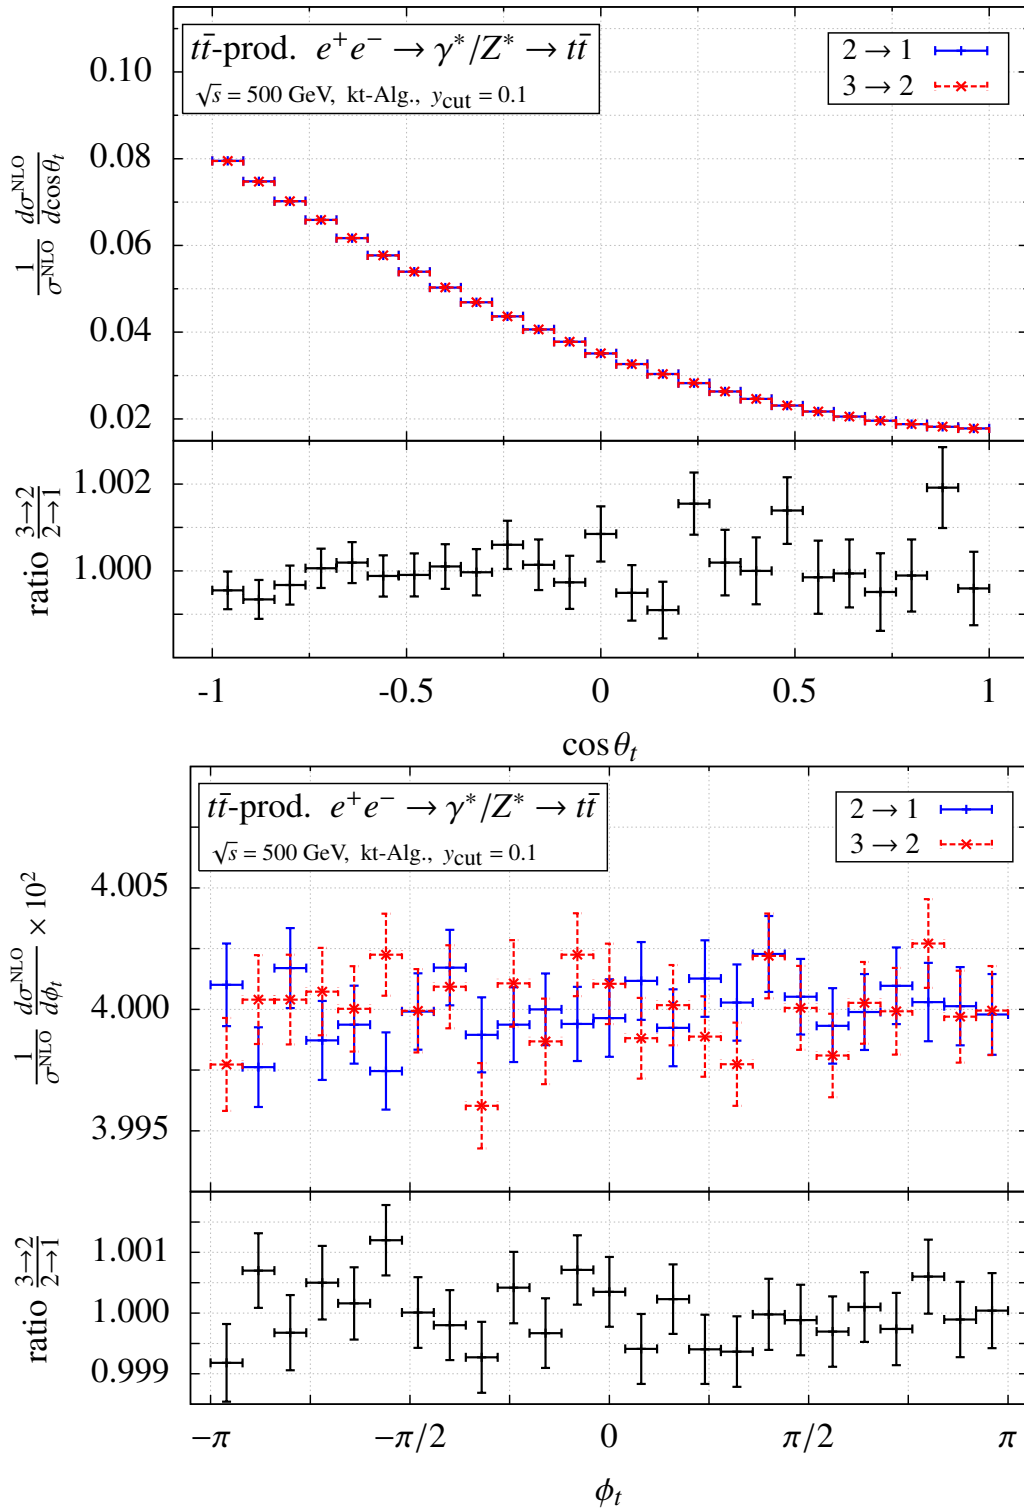 tt̄-prod. e⁺e⁻ → γ*/Z* → tt̄
√s = 500 GeV, kt-Alg., y_cut = 0.1
2 → 1
3 → 2
1/σ^NLO dσ^NLO/dcosθ_t
0.10
0.08
0.06
0.04
0.02
ratio 3→2/2→1
1.002
1.000
-1 -0.5 0 0.5 1
cos θ_t
tt̄-prod. e⁺e⁻ → γ*/Z* → tt̄
√s = 500 GeV, kt-Alg., y_cut = 0.1
2 → 1
3 → 2
1/σ^NLO dσ^NLO/dϕ_t × 10²
4.005
4.000
3.995
ratio 3→2/2→1
1.001
1.000
0.999
−π −π/2 0 π/2 π
ϕ_t